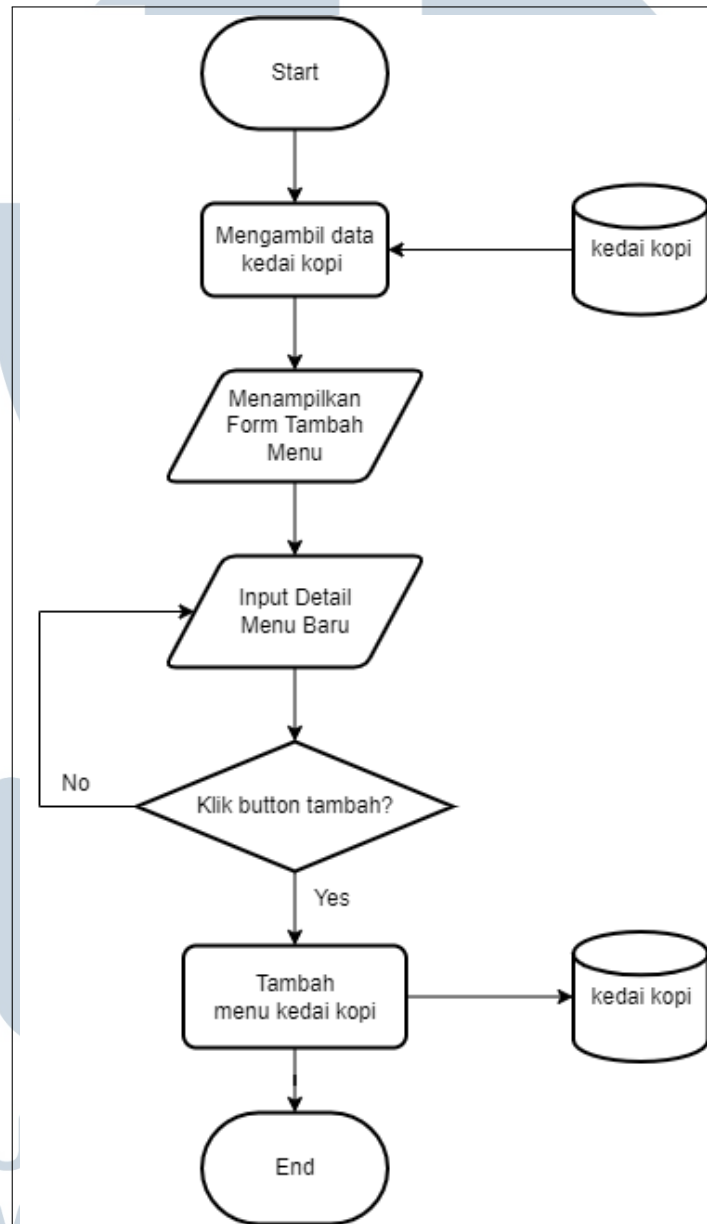 Start
Mengambil data
kedai kopi
kedai kopi
Menampilkan
Form Tambah
Menu
Input Detail
Menu Baru
No
Klik button tambah?
Yes
Tambah
menu kedai kopi
kedai kopi
End